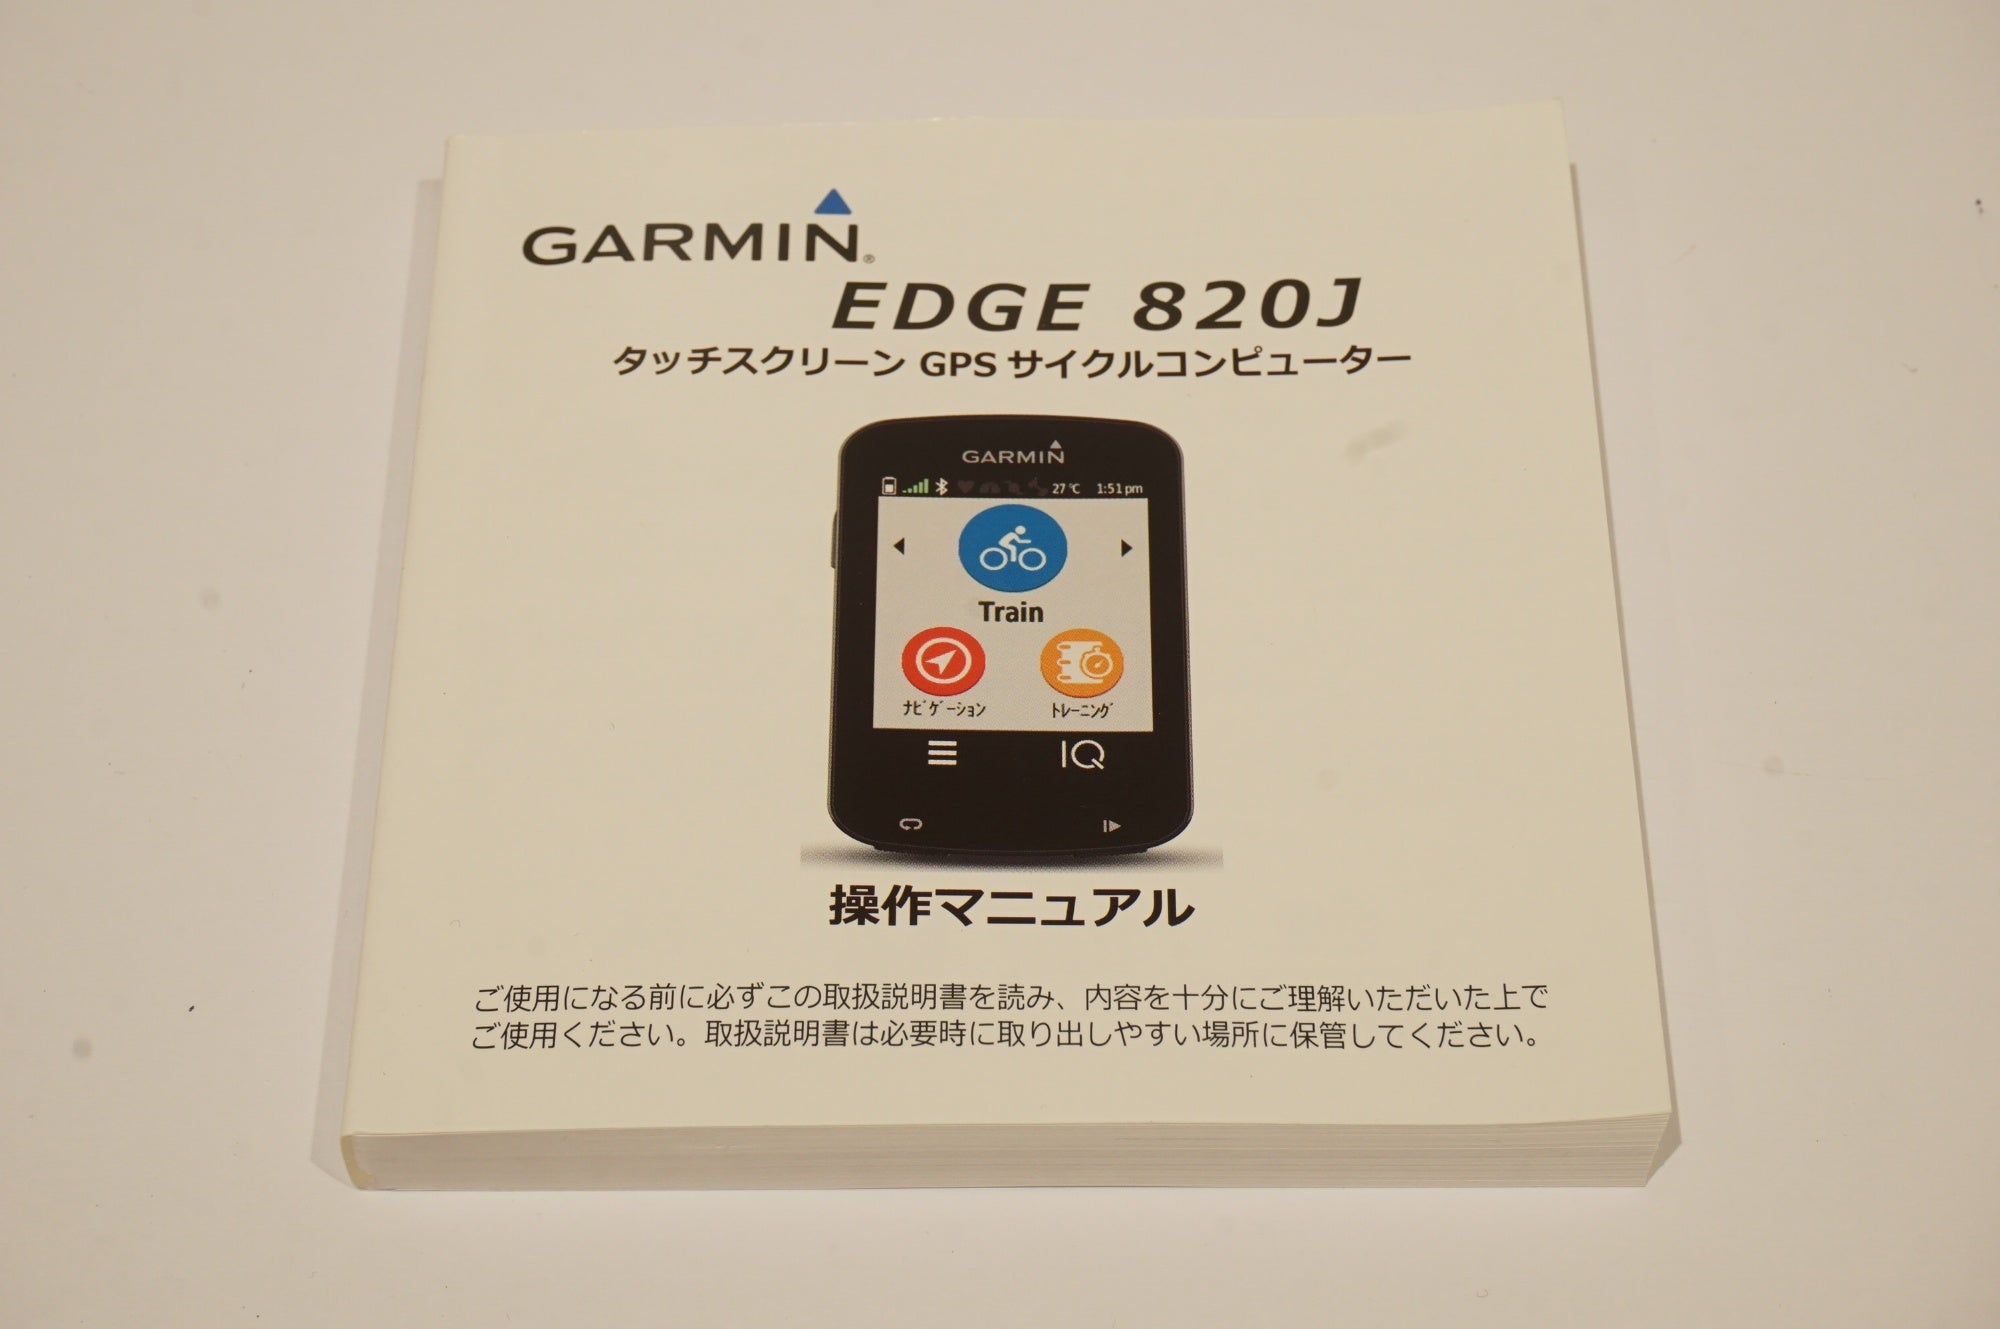 GARMIN®
EDGE 820J
タッチスクリーン GPS サイクルコンピューター
GARMIN
27 ℃ 1:51 pm
Train
ﾅﾋﾞｹﾞｰｼｮﾝ ﾄﾚｰﾆﾝｸﾞ
IQ
操作マニュアル
ご使用になる前に必ずこの取扱説明書を読み、内容を十分にご理解いただいた上で
ご使用ください。取扱説明書は必要時に取り出しやすい場所に保管してください。